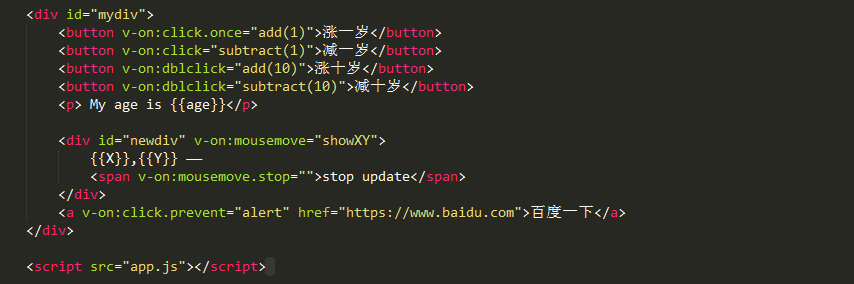 <div id="mydiv">
<button v-on:click.once="add(1)">涨一岁</button>
<button v-on:click="subtract(1)">减一岁</button>
<button v-on:dblclick="add(10)">涨十岁</button>
<button v-on:dblclick="subtract(10)">减十岁</button>
<p> My age is {{age}}</p>
<div id="newdiv" v-on:mousemove="showXY">
{{X}},{{Y}} ——
<span v-on:mousemove.stop="">stop update</span>
</div>
<a v-on:click.prevent="alert" href="https://www.baidu.com">百度一下</a>
</div>
<script src="app.js"></script>